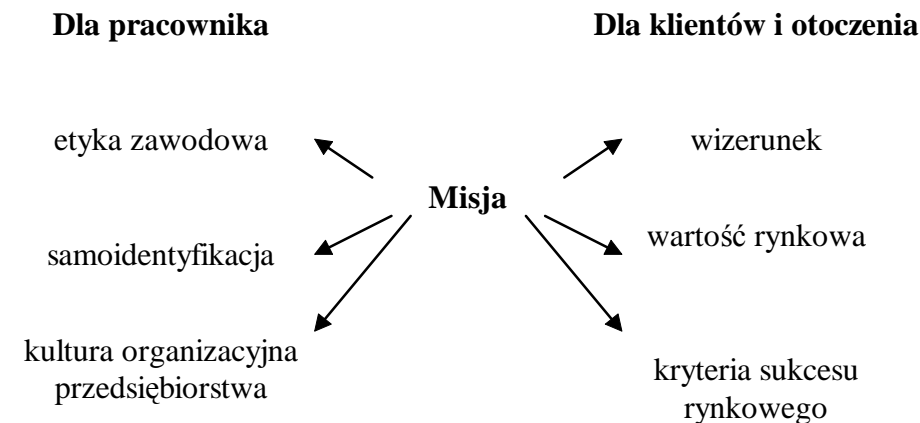 Dla pracownika
Dla klientów i otoczenia
etyka zawodowa
wizerunek
Misja
samoidentyfikacja
wartość rynkowa
kultura organizacyjna
przedsiębiorstwa
kryteria sukcesu
rynkowego